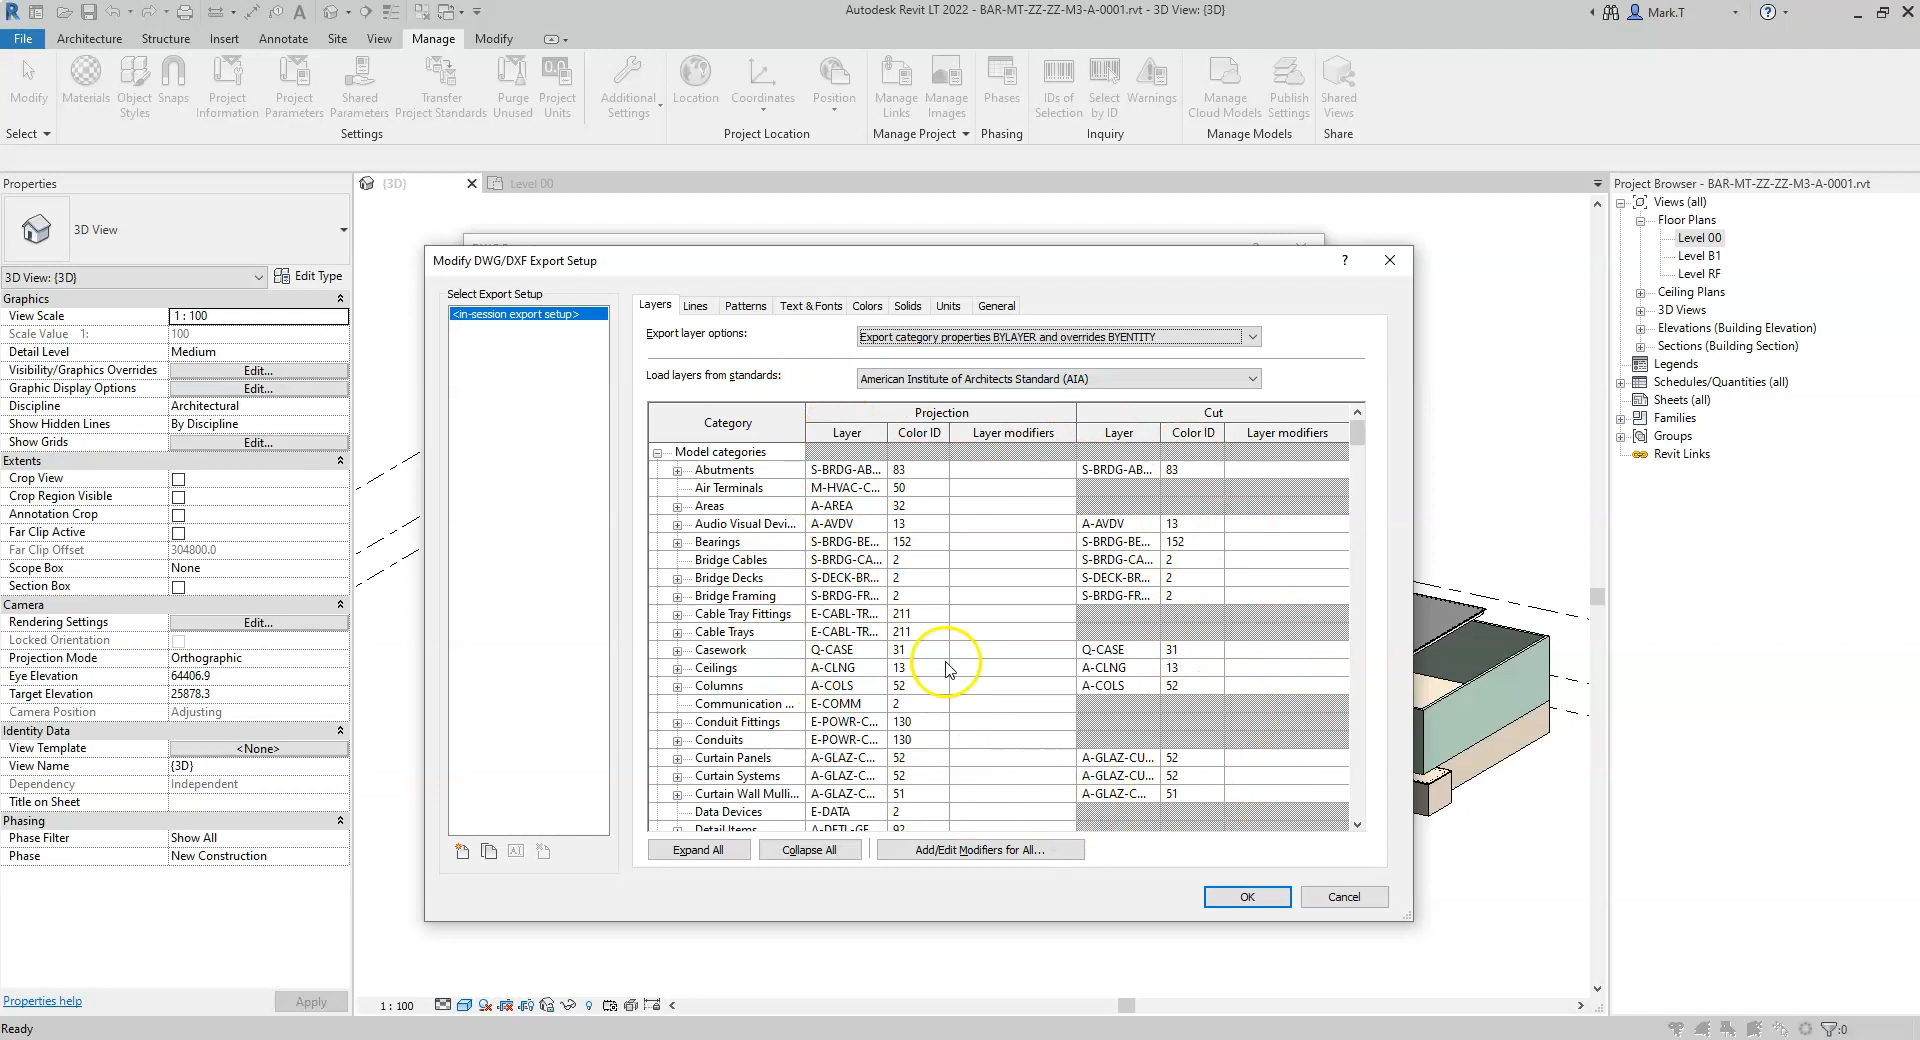 Autodesk Revit LT 2022 - BAR-MT-ZZ-ZZ-M3-A-0001.rvt - 3D View: {3D}
Mark.T
File Architecture Structure Insert Annotate Site View Manage Modify
Modify
Materials
Object Styles
Snaps
Project Information
Project Parameters
Shared Parameters
Transfer Project Standards
Purge Unused
Project Units
Additional Settings
Location
Coordinates
Position
Manage Links
Manage Images
Phases
IDs of Selection
Select by ID
Warnings
Manage Cloud Models
Publish Settings
Shared Views
Select Settings Project Location Manage Project Phasing Inquiry Manage Models Share
Properties
3D View
3D View: {3D} Edit Type
Graphics
View Scale 1 : 100
Scale Value 1: 100
Detail Level Medium
Visibility/Graphics Overrides Edit...
Graphic Display Options Edit...
Discipline Architectural
Show Hidden Lines By Discipline
Show Grids Edit...
Extents
Crop View
Crop Region Visible
Annotation Crop
Far Clip Active
Far Clip Offset 304800.0
Scope Box None
Section Box
Camera
Rendering Settings Edit...
Locked Orientation
Projection Mode Orthographic
Eye Elevation 64406.9
Target Elevation 25878.3
Camera Position Adjusting
Identity Data
View Template <None>
View Name {3D}
Dependency Independent
Title on Sheet
Phasing
Phase Filter Show All
Phase New Construction
Properties help Apply
Ready
{3D} Level 00
Modify DWG/DXF Export Setup
Select Export Setup
<in-session export setup>
Layers Lines Patterns Text & Fonts Colors Solids Units General
Export layer options: Export category properties BYLAYER and overrides BYENTITY
Load layers from standards: American Institute of Architects Standard (AIA)
Category Projection Cut
Layer Color ID Layer modifiers Layer Color ID Layer modifiers
Model categories
Abutments S-BRDG-AB... 83 S-BRDG-AB... 83
Air Terminals M-HVAC-C... 50
Areas A-AREA 32
Audio Visual Devi... A-AVDV 13 A-AVDV 13
Bearings S-BRDG-BE... 152 S-BRDG-BE... 152
Bridge Cables S-BRDG-CA... 2 S-BRDG-CA... 2
Bridge Decks S-DECK-BR... 2 S-DECK-BR... 2
Bridge Framing S-BRDG-FR... 2 S-BRDG-FR... 2
Cable Tray Fittings E-CABL-TR... 211
Cable Trays E-CABL-TR... 211
Casework Q-CASE 31 Q-CASE 31
Ceilings A-CLNG 13 A-CLNG 13
Columns A-COLS 52 A-COLS 52
Communication ... E-COMM 2
Conduit Fittings E-POWR-C... 130
Conduits E-POWR-C... 130
Curtain Panels A-GLAZ-C... 52 A-GLAZ-CU... 52
Curtain Systems A-GLAZ-C... 52 A-GLAZ-CU... 52
Curtain Wall Mulli... A-GLAZ-C... 51 A-GLAZ-C... 51
Data Devices E-DATA 2
Detail Items A-DETL-GE 92
Expand All Collapse All Add/Edit Modifiers for All...
OK Cancel
1 : 100
Project Browser - BAR-MT-ZZ-ZZ-M3-A-0001.rvt
Views (all)
Floor Plans
Level 00
Level B1
Level RF
Ceiling Plans
3D Views
Elevations (Building Elevation)
Sections (Building Section)
Legends
Schedules/Quantities (all)
Sheets (all)
Families
Groups
Revit Links
:0